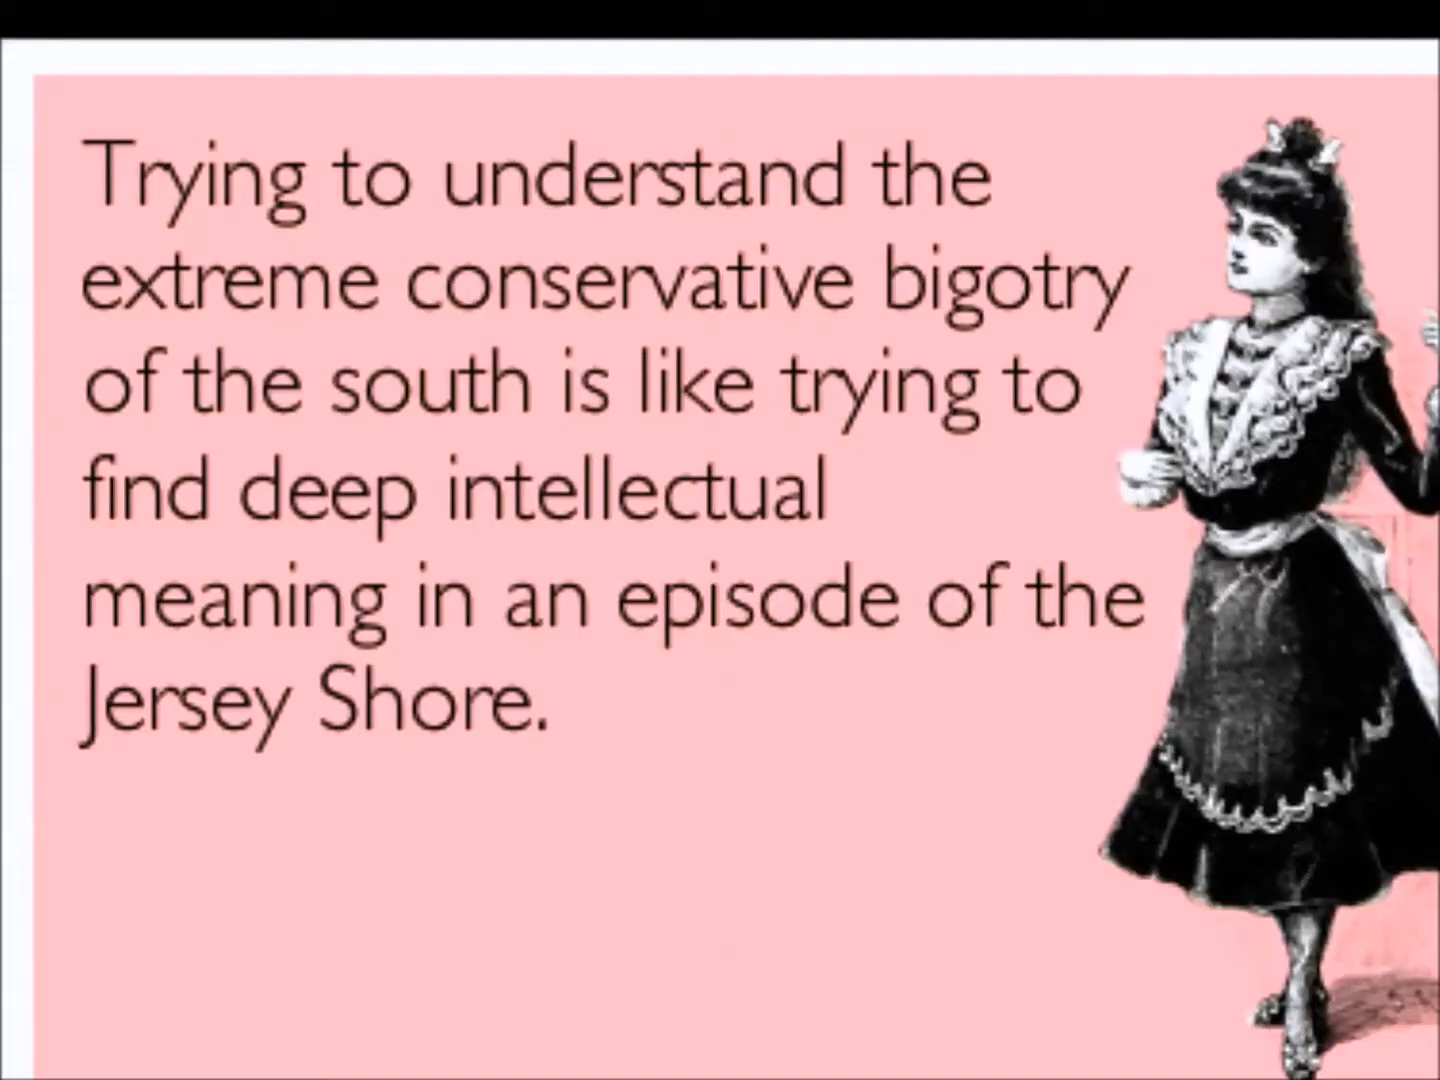 Trying to understand the
extreme conservative bigotry
of the south is like trying to
find deep intellectual
meaning in an episode of the
Jersey Shore.